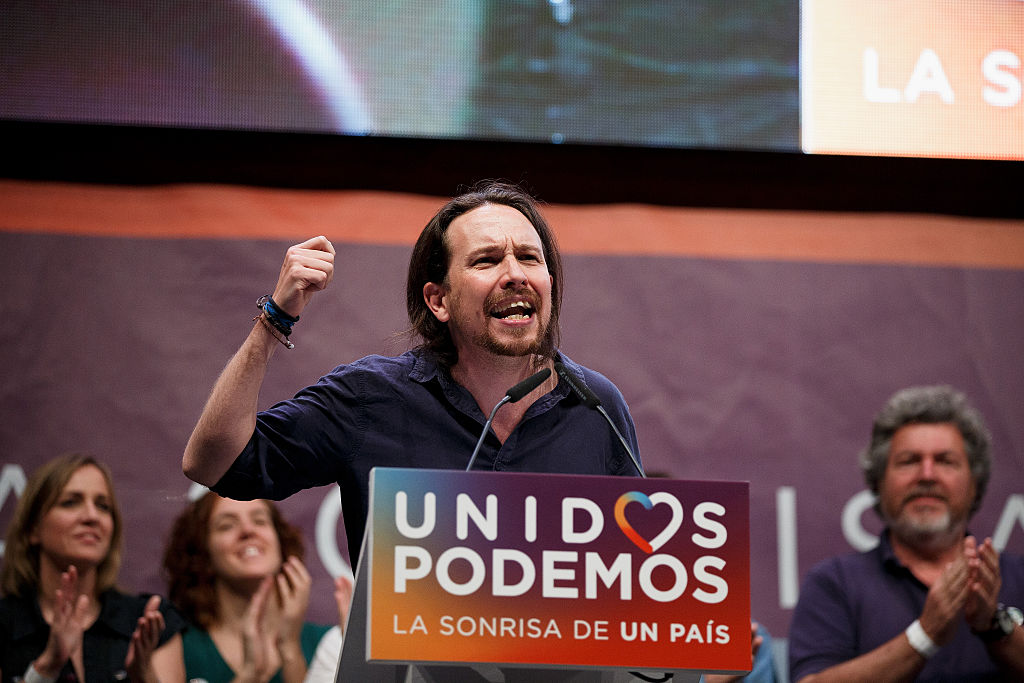 LA S
UNIDOS
PODEMOS
LA SONRISA DE UN PAÍS